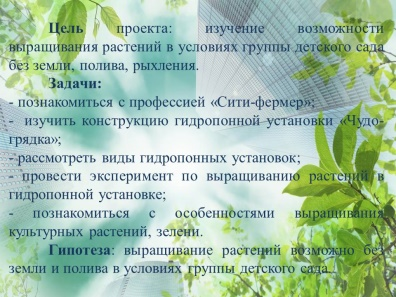 Цель проекта: изучение возможности
выращивания растений в условиях группы детского сада
без земли, полива, рыхления.
Задачи:
- познакомиться с профессией «Сити-фермер»;
- изучить конструкцию гидропонной установки «Чудо-
грядка»;
- рассмотреть виды гидропонных установок;
- провести эксперимент по выращиванию растений в
гидропонной установке;
- познакомиться с особенностями выращивания
культурных растений, зелени.
Гипотеза: выращивание растений возможно без
земли и полива в условиях группы детского сада.